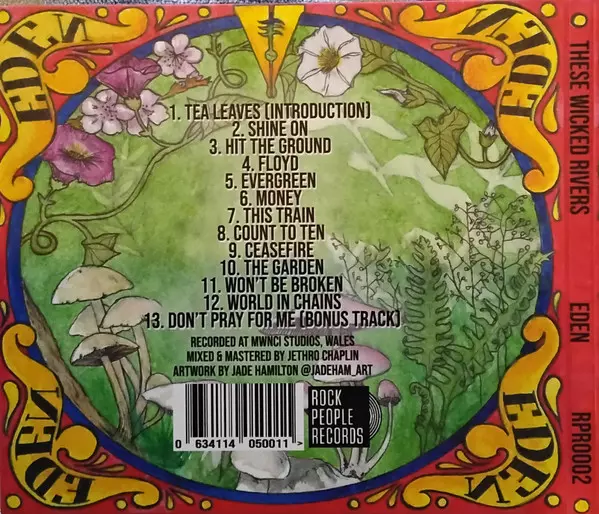 EDEN
EDEN
1. TEA LEAVES (INTRODUCTION)
2. SHINE ON
3. HIT THE GROUND
4. FLOYD
5. EVERGREEN
6. MONEY
7. THIS TRAIN
8. COUNT TO TEN
9. CEASEFIRE
10. THE GARDEN
11. WON'T BE BROKEN
12. WORLD IN CHAINS
13. DON'T PRAY FOR ME (BONUS TRACK)
RECORDED AT MWNCI STUDIOS, WALES
MIXED & MASTERED BY JETHRO CHAPLIN
ARTWORK BY JADE HAMILTON @JADEHAM_ART
0 634114 050011 >
ROCK
PEOPLE
RECORDS
EDEN
EDEN
THESE WICKED RIVERS EDEN RPR0002